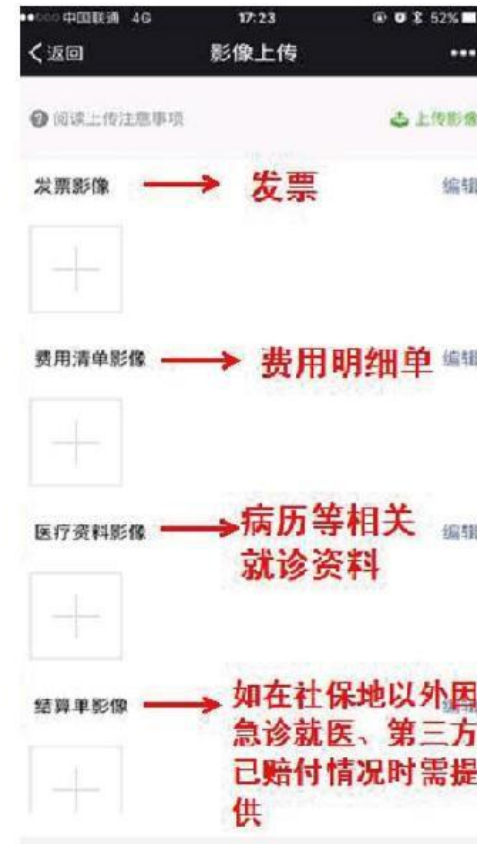 中国联通 4G 17:23 52%
返回 影像上传
阅读上传注意事项 上传影像
发票影像 发票 编辑
费用清单影像 费用明细单 编辑
医疗资料影像 病历等相关 编辑
就诊资料
结算单影像 如在社保地以外因
急诊就医、第三方
已赔付情况时需提
供